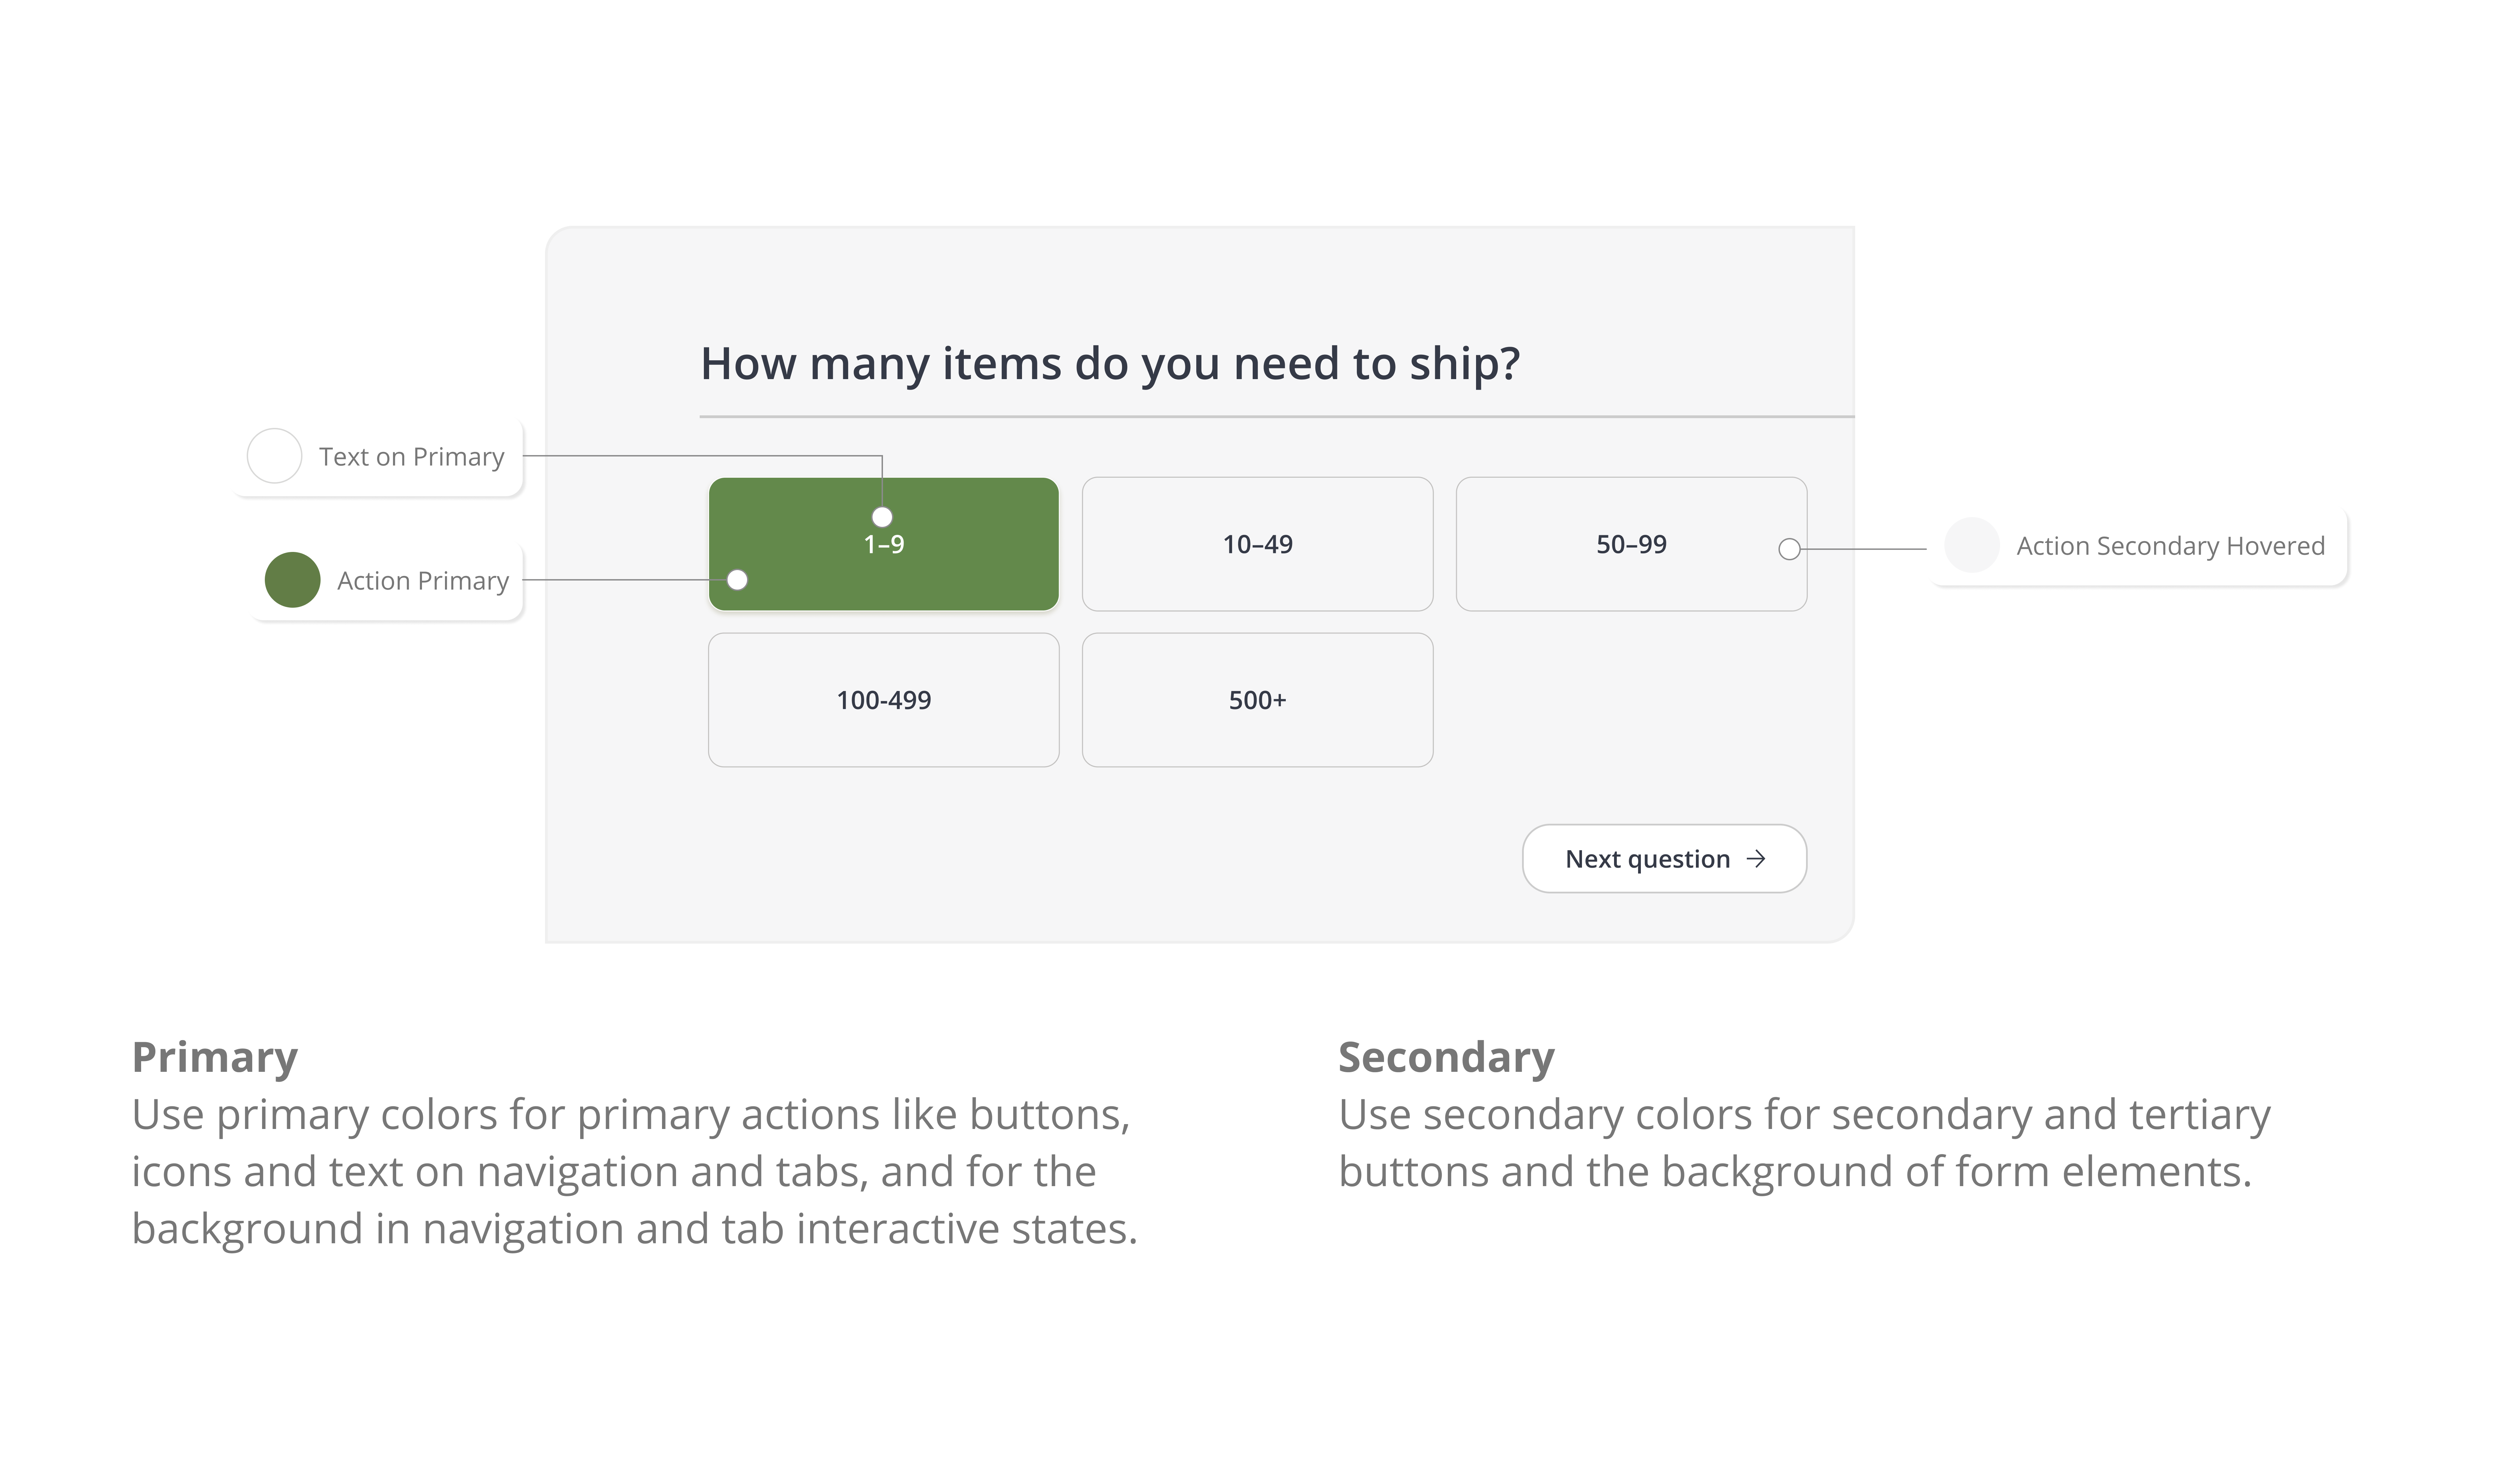 How many items do you need to ship?
Text on Primary
Action Primary
1–9
10–49
50–99
Action Secondary Hovered
100-499
500+
Next question →
Primary
Use primary colors for primary actions like buttons,
icons and text on navigation and tabs, and for the
background in navigation and tab interactive states.
Secondary
Use secondary colors for secondary and tertiary
buttons and the background of form elements.